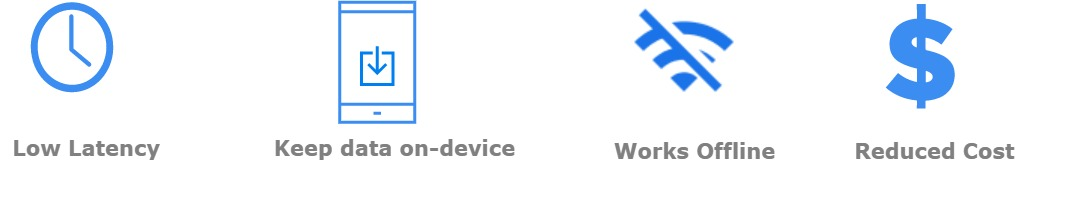 Low Latency
Keep data on-device
Works Offline
Reduced Cost